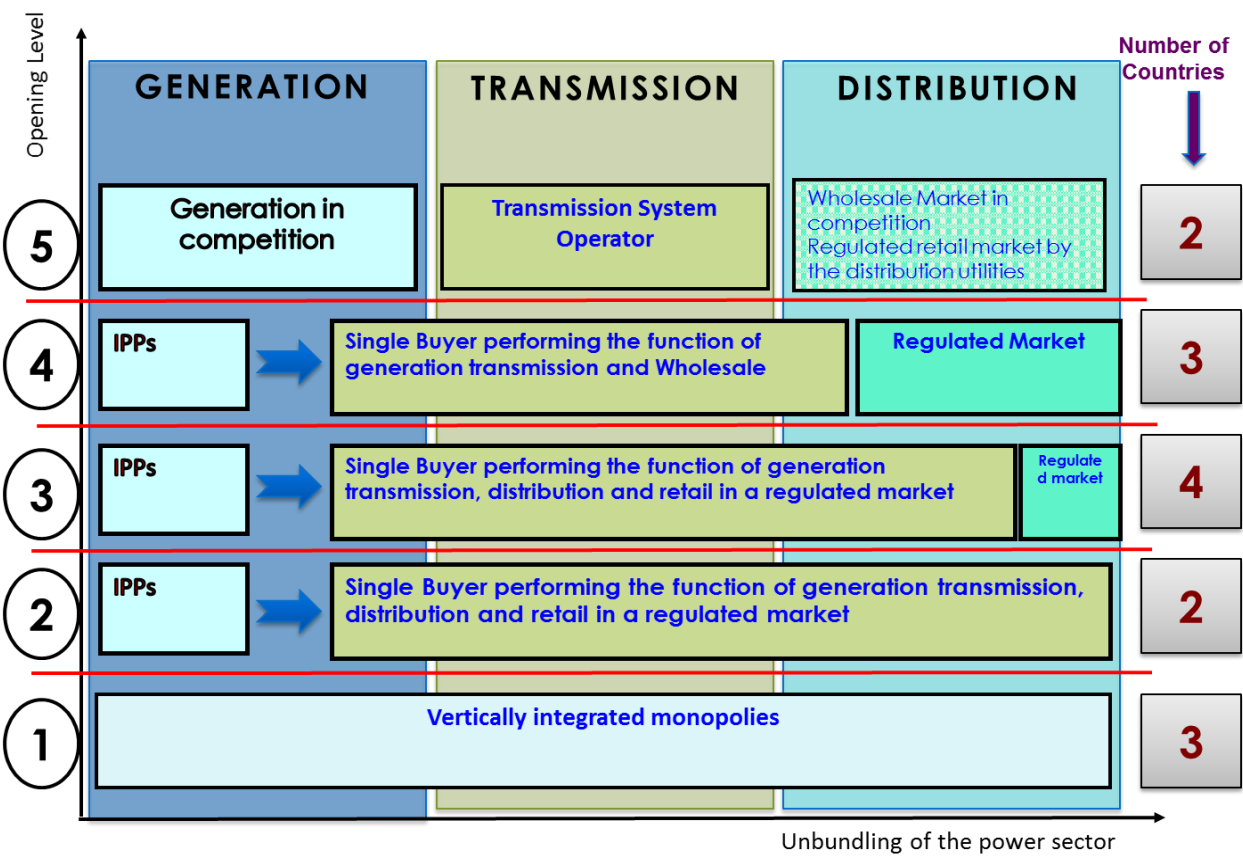 Opening Level
Number of
Countries
GENERATION
TRANSMISSION
DISTRIBUTION
5
Generation in
competition
Transmission System
Operator
Wholesale Market in
competition
Regulated retail market by
the distribution utilities
2
4
IPPs
Single Buyer performing the function of
generation transmission and Wholesale
Regulated Market
3
3
IPPs
Single Buyer performing the function of generation
transmission, distribution and retail in a regulated market
Regulate
d market
4
2
IPPs
Single Buyer performing the function of generation transmission,
distribution and retail in a regulated market
2
1
Vertically integrated monopolies
3
Unbundling of the power sector